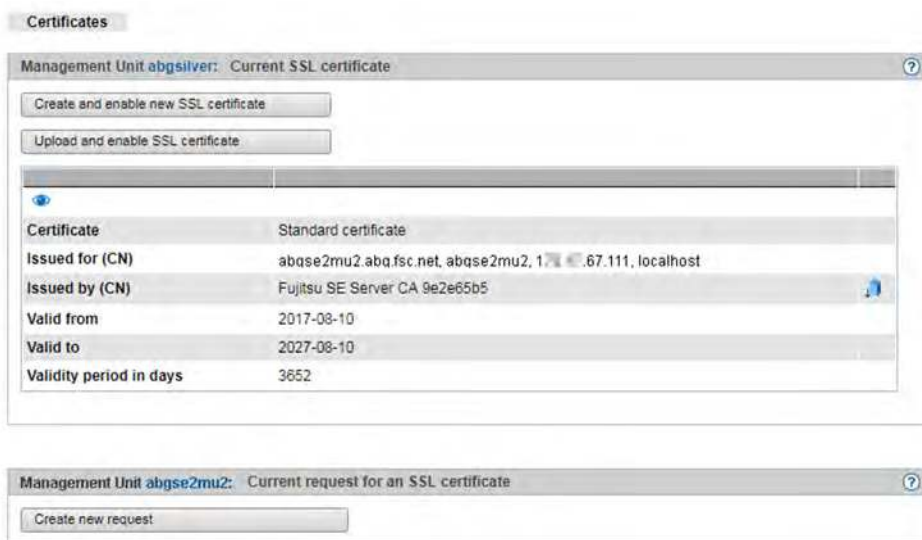 Certificates
Management Unit abgsilver: Current SSL certificate
Create and enable new SSL certificate
Upload and enable SSL certificate
Certificate Standard certificate
Issued for (CN) abgse2mu2.abg.fsc.net, abgse2mu2, 1 .67.111, localhost
Issued by (CN) Fujitsu SE Server CA 9e2e65b5
Valid from 2017-08-10
Valid to 2027-08-10
Validity period in days 3652
Management Unit abgse2mu2: Current request for an SSL certificate
Create new request